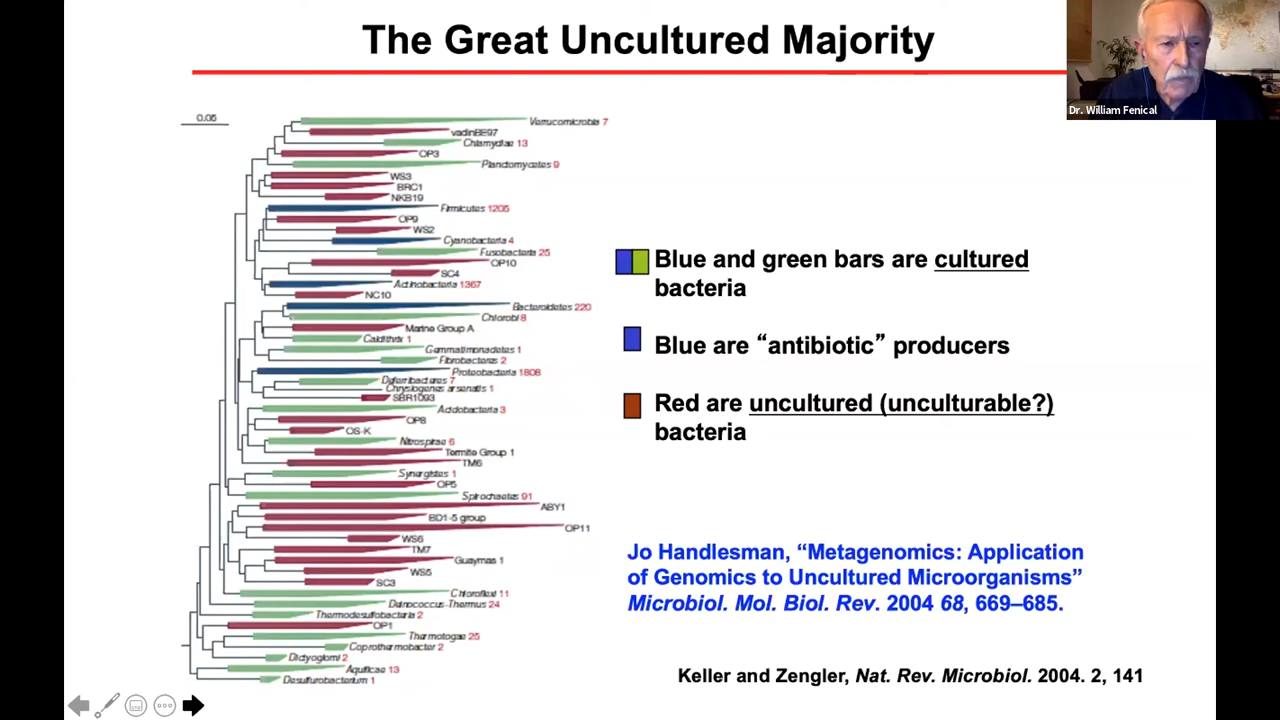 The Great Uncultured Majority
Dr. William Fenical
0.05
Verrucomicrobia 7
vadinBE97
Chlamydiae 13
OP3
Planctomycetes 9
WS3
BRC1
NKB19
Firmicutes 1205
OP9
WS2
Cyanobacteria 4
Fusobacteria 25
OP10
SC4
Actinobacteria 1367
NC10
Bacteroidetes 220
Chlorobi 8
Marine Group A
Caldithrix 1
Gemmatimonadetes 1
Fibrobacteres 2
Proteobacteria 1808
Deferribacteres 7
Chrysiogenes arsenatis 1
SBR1093
Acidobacteria 3
OP8
OS-K
Nitrospirae 6
Termite Group 1
TM6
Synergistes 1
OP5
Spirochaetes 91
ABY1
BD1-5 group
OP11
WS6
TM7
Guaymas 1
WS5
SC3
Chloroflexi 11
Deinococcus-Thermus 24
Thermodesulfobacteria 2
OP1
Thermotogae 25
Coprothermobacter 2
Dictyoglomi 2
Aquificae 13
Desulfurobacterium 1
Blue and green bars are cultured
bacteria
Blue are “antibiotic” producers
Red are uncultured (unculturable?)
bacteria
Jo Handlesman, “Metagenomics: Application
of Genomics to Uncultured Microorganisms”
Microbiol. Mol. Biol. Rev. 2004 68, 669–685.
Keller and Zengler, Nat. Rev. Microbiol. 2004. 2, 141